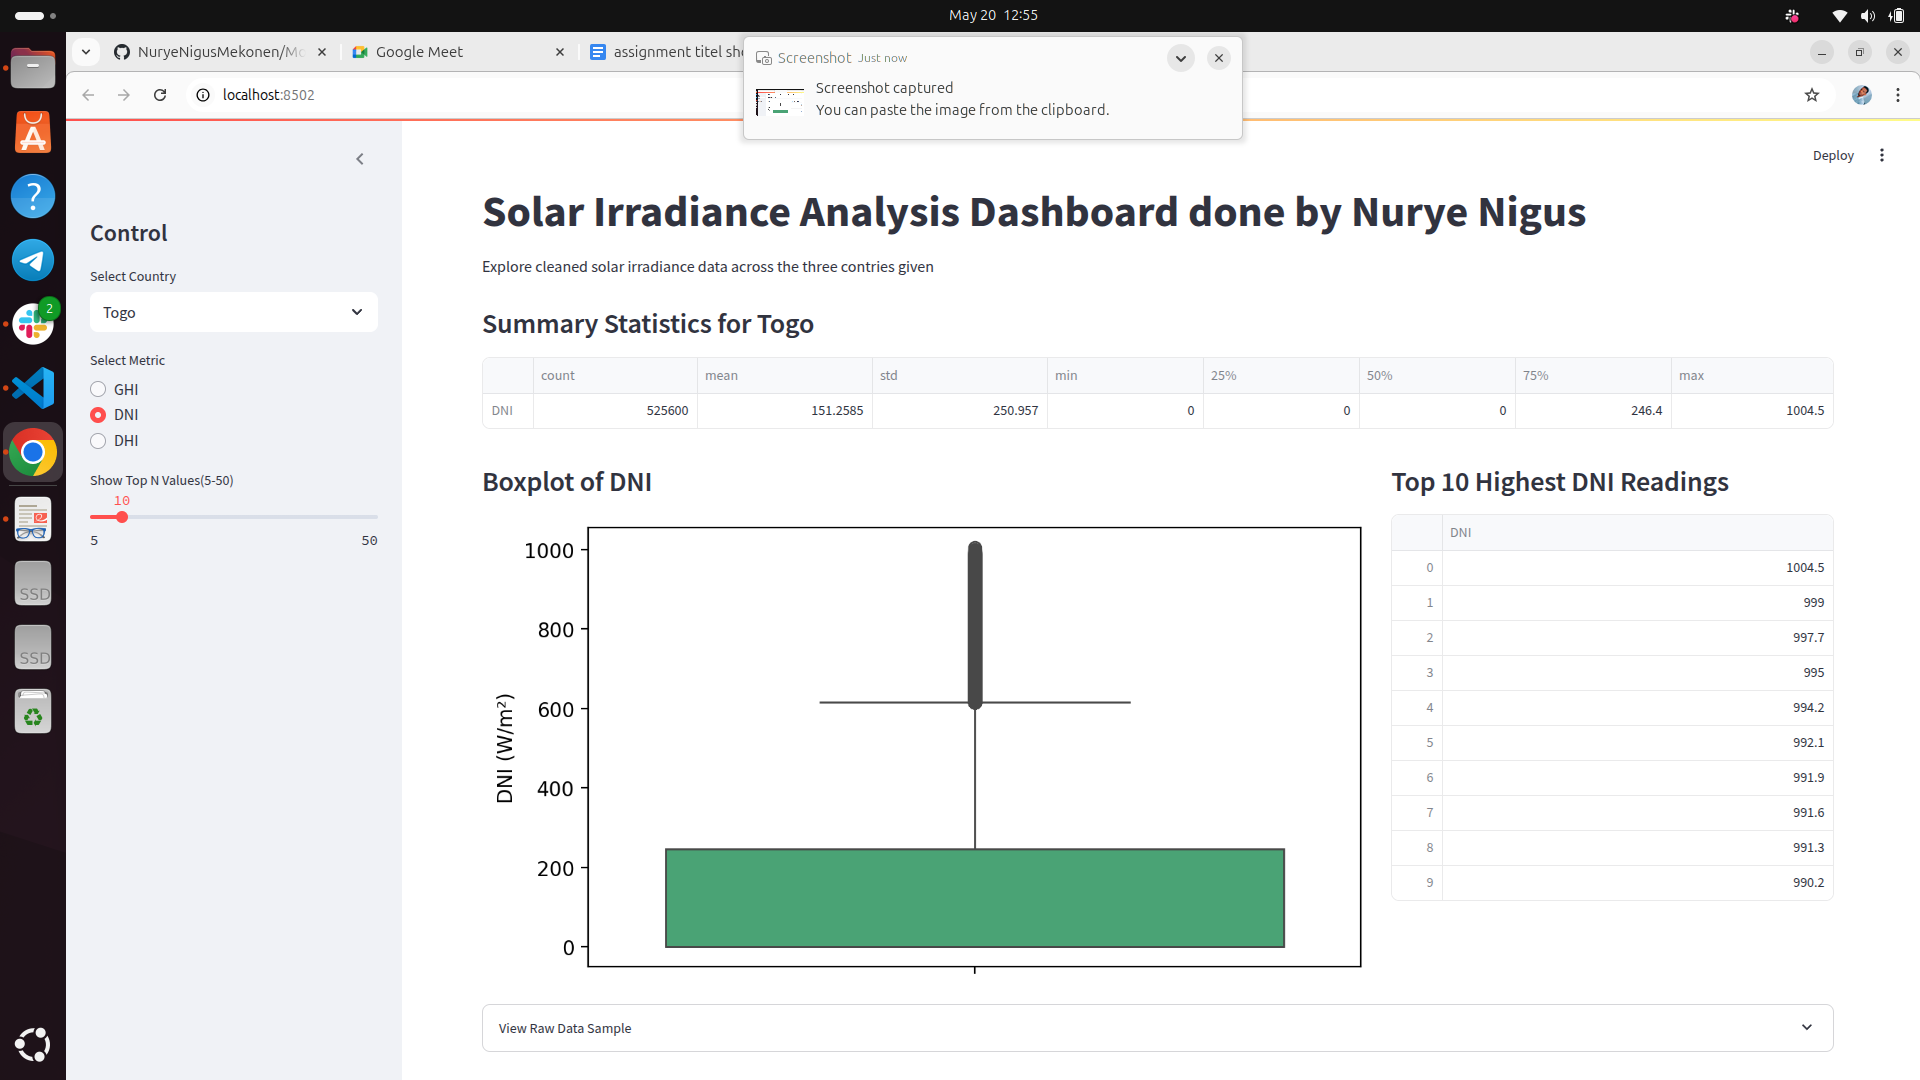 May 20 12:55
NuryeNigusMekonen/Mo
Google Meet
assignment titel sho
Screenshot Just now
Screenshot captured
You can paste the image from the clipboard.
localhost:8502
Deploy
2
SSD
SSD
Control
Select Country
Togo
Select Metric
GHI
DNI
DHI
Show Top N Values(5-50)
10
5 50
Solar Irradiance Analysis Dashboard done by Nurye Nigus
Explore cleaned solar irradiance data across the three contries given
Summary Statistics for Togo
count mean std min 25% 50% 75% max
DNI 525600 151.2585 250.957 0 0 0 246.4 1004.5
Boxplot of DNI
1000
800
600
400
200
0
DNI (W/m²)
Top 10 Highest DNI Readings
DNI
0 1004.5
1 999
2 997.7
3 995
4 994.2
5 992.1
6 991.9
7 991.6
8 991.3
9 990.2
View Raw Data Sample